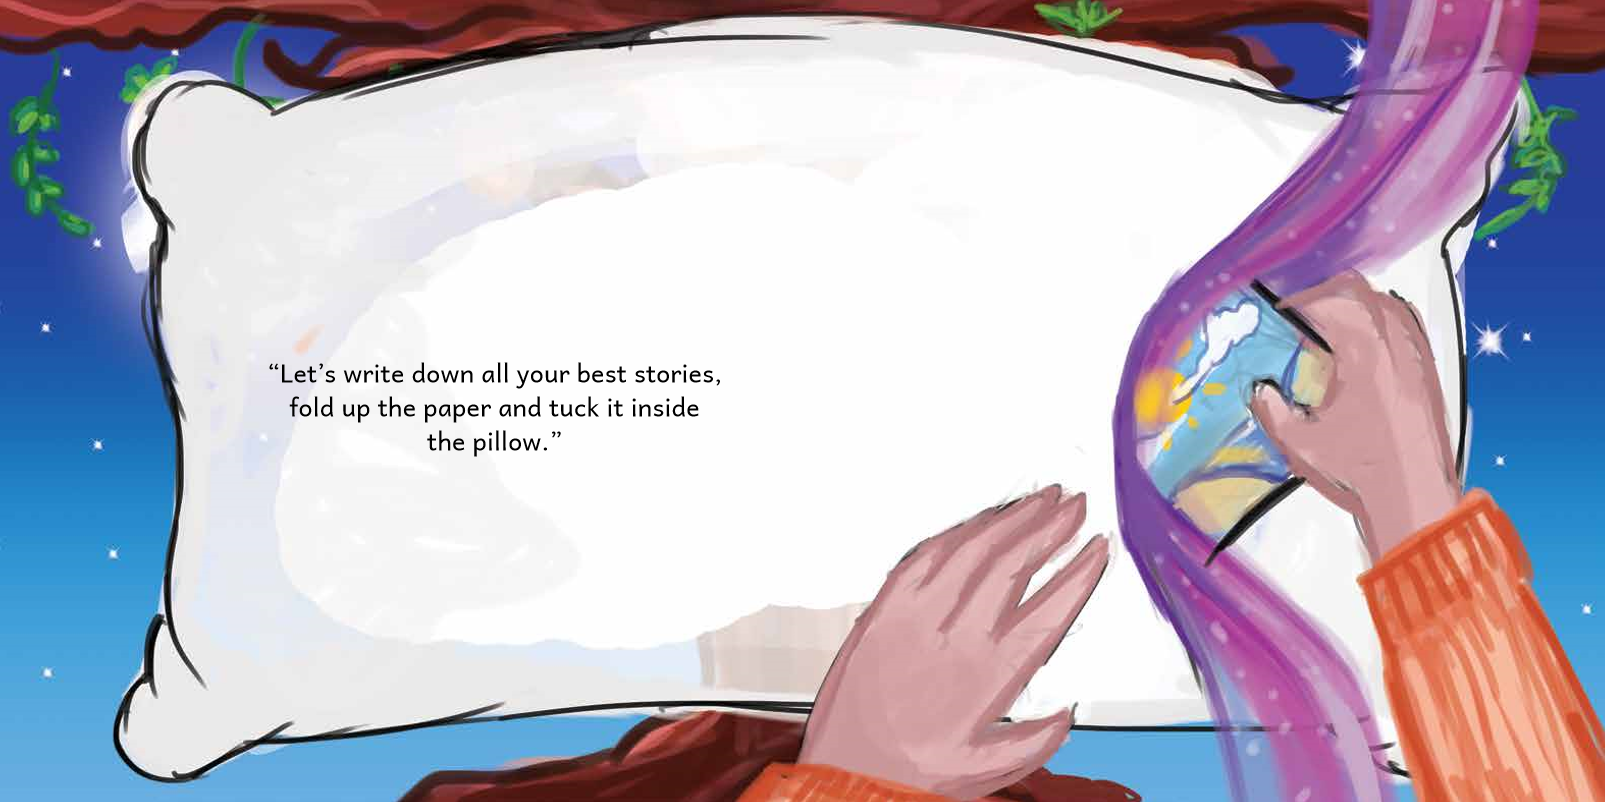 “Let’s write down all your best stories,
fold up the paper and tuck it inside
the pillow.”